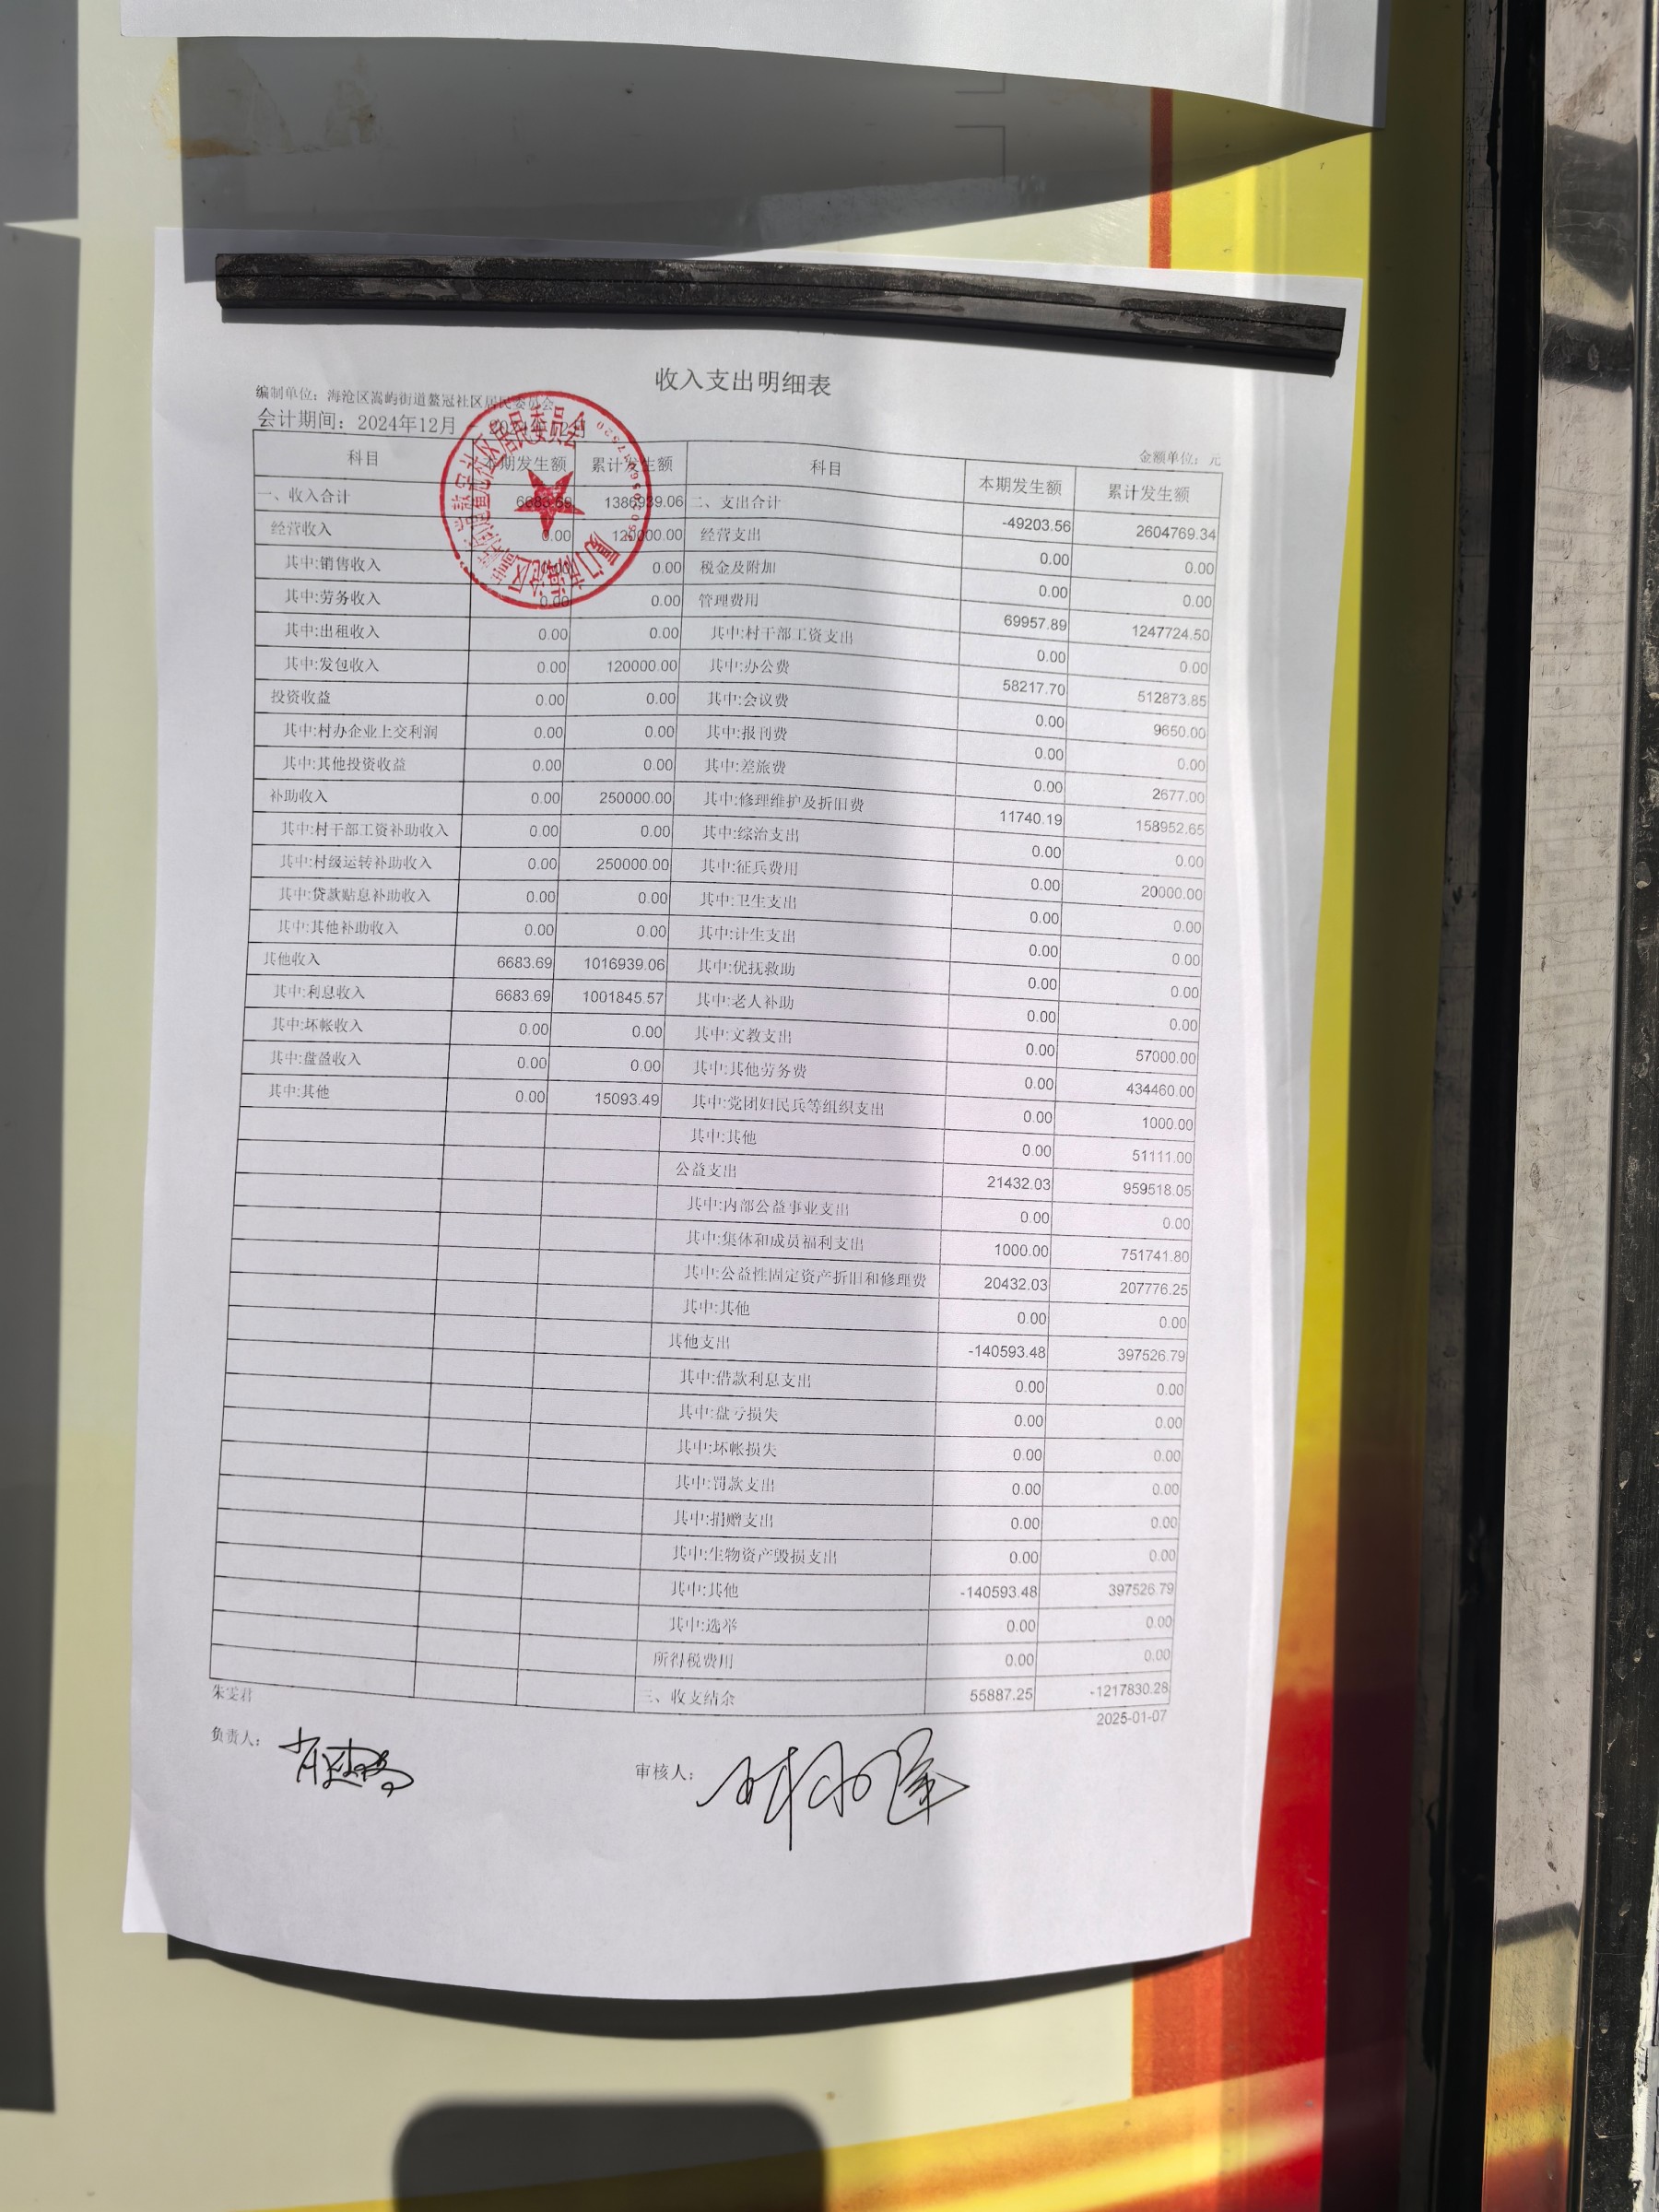 收入支出明细表
编制单位：海沧区嵩屿街道鳌冠社区居民委员会
会计期间：2024年12月
金额单位：元
科目 本期发生额 累计发生额 科目 本期发生额 累计发生额
一、收入合计 6683.69 1386939.06 二、支出合计 -49203.56 2604769.34
经营收入 0.00 120000.00 经营支出 0.00 0.00
其中:销售收入 0.00 0.00 税金及附加 0.00 0.00
其中:劳务收入 0.00 0.00 管理费用 69957.89 1247724.50
其中:出租收入 0.00 0.00 其中:村干部工资支出 0.00 0.00
其中:发包收入 0.00 120000.00 其中:办公费 58217.70 512873.85
投资收益 0.00 0.00 其中:会议费 0.00 9650.00
其中:村办企业上交利润 0.00 0.00 其中:报刊费 0.00 0.00
其中:其他投资收益 0.00 0.00 其中:差旅费 0.00 2677.00
补助收入 0.00 250000.00 其中:修理维护及折旧费 11740.19 158952.65
其中:村干部工资补助收入 0.00 0.00 其中:综治支出 0.00 0.00
其中:村级运转补助收入 0.00 250000.00 其中:征兵费用 0.00 20000.00
其中:贷款贴息补助收入 0.00 0.00 其中:卫生支出 0.00 0.00
其中:其他补助收入 0.00 0.00 其中:计生支出 0.00 0.00
其他收入 6683.69 1016939.06 其中:优抚救助 0.00 0.00
其中:利息收入 6683.69 1001845.57 其中:老人补助 0.00 0.00
其中:坏帐收入 0.00 0.00 其中:文教支出 0.00 57000.00
其中:盘盈收入 0.00 0.00 其中:其他劳务费 0.00 434460.00
其中:其他 0.00 15093.49 其中:党团妇民兵等组织支出 0.00 1000.00
其中:其他 0.00 51111.00
公益支出 21432.03 959518.05
其中:内部公益事业支出 0.00 0.00
其中:集体和成员福利支出 1000.00 751741.80
其中:公益性固定资产折旧和修理费 20432.03 207776.25
其中:其他 0.00 0.00
其他支出 -140593.48 397526.79
其中:借款利息支出 0.00 0.00
其中:盘亏损失 0.00 0.00
其中:坏帐损失 0.00 0.00
其中:罚款支出 0.00 0.00
其中:捐赠支出 0.00 0.00
其中:生物资产毁损支出 0.00 0.00
其中:其他 -140593.48 397526.79
其中:选举 0.00 0.00
所得税费用 0.00 0.00
三、收支结余 55887.25 -1217830.28
朱雯君 2025-01-07
负责人： 审核人：